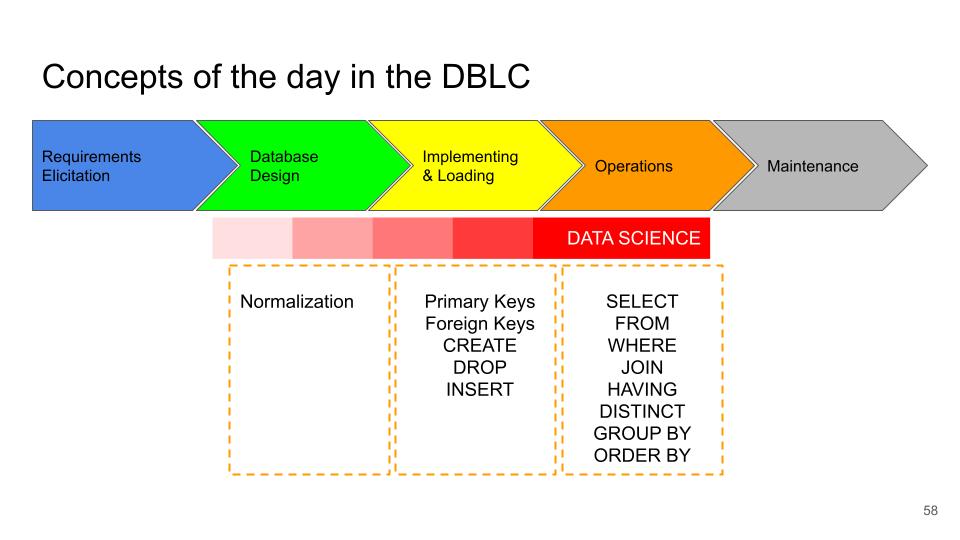 Concepts of the day in the DBLC
Requirements
Elicitation
Database
Design
Implementing
& Loading
Operations
Maintenance
DATA SCIENCE
Normalization
Primary Keys
Foreign Keys
CREATE
DROP
INSERT
SELECT
FROM
WHERE
JOIN
HAVING
DISTINCT
GROUP BY
ORDER BY
58